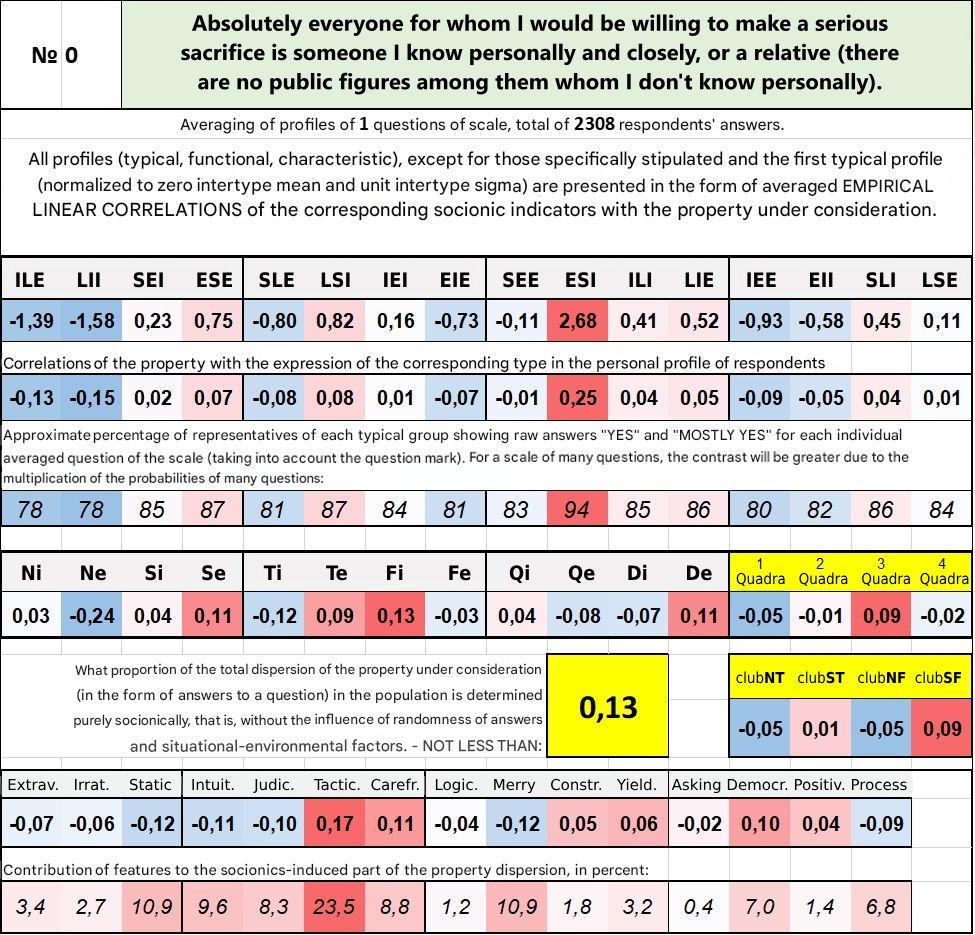 № 0
Absolutely everyone for whom I would be willing to make a serious
sacrifice is someone I know personally and closely, or a relative (there
are no public figures among them whom I don't know personally).
Averaging of profiles of 1 questions of scale, total of 2308 respondents' answers.
All profiles (typical, functional, characteristic), except for those specifically stipulated and the first typical profile
(normalized to zero intertype mean and unit intertype sigma) are presented in the form of averaged EMPIRICAL
LINEAR CORRELATIONS of the corresponding socionic indicators with the property under consideration.
ILE LII SEI ESE SLE LSI IEI EIE SEE ESI ILI LIE IEE EII SLI LSE
-1,39 -1,58 0,23 0,75 -0,80 0,82 0,16 -0,73 -0,11 2,68 0,41 0,52 -0,93 -0,58 0,45 0,11
Correlations of the property with the expression of the corresponding type in the personal profile of respondents
-0,13 -0,15 0,02 0,07 -0,08 0,08 0,01 -0,07 -0,01 0,25 0,04 0,05 -0,09 -0,05 0,04 0,01
Approximate percentage of representatives of each typical group showing raw answers "YES" and "MOSTLY YES" for each individual
averaged question of the scale (taking into account the question mark). For a scale of many questions, the contrast will be greater due to the
multiplication of the probabilities of many questions:
78 78 85 87 81 87 84 81 83 94 85 86 80 82 86 84
Ni Ne Si Se Ti Te Fi Fe Qi Qe Di De 1 Quadra 2 Quadra 3 Quadra 4 Quadra
0,03 -0,24 0,04 0,11 -0,12 0,09 0,13 -0,03 0,04 -0,08 -0,07 0,11 -0,05 -0,01 0,09 -0,02
What proportion of the total dispersion of the property under consideration
(in the form of answers to a question) in the population is determined
purely socionically, that is, without the influence of randomness of answers
and situational-environmental factors. - NOT LESS THAN:
0,13
clubNT clubST clubNF clubSF
-0,05 0,01 -0,05 0,09
Extrav. Irrat. Static Intuit. Judic. Tactic. Carefr. Logic. Merry Constr. Yield. Asking Democr. Positiv. Process
-0,07 -0,06 -0,12 -0,11 -0,10 0,17 0,11 -0,04 -0,12 0,05 0,06 -0,02 0,10 0,04 -0,09
Contribution of features to the socionics-induced part of the property dispersion, in percent:
3,4 2,7 10,9 9,6 8,3 23,5 8,8 1,2 10,9 1,8 3,2 0,4 7,0 1,4 6,8